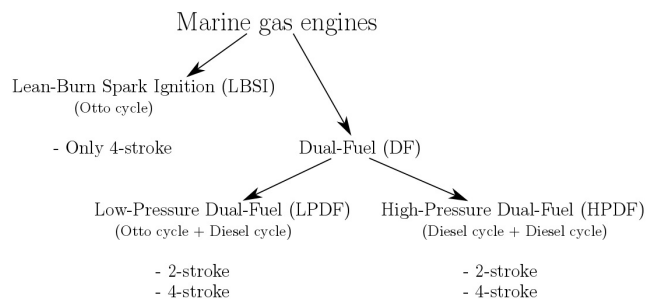 Marine gas engines
Lean-Burn Spark Ignition (LBSI)
(Otto cycle)
- Only 4-stroke
Dual-Fuel (DF)
Low-Pressure Dual-Fuel (LPDF)
(Otto cycle + Diesel cycle)
- 2-stroke
- 4-stroke
High-Pressure Dual-Fuel (HPDF)
(Diesel cycle + Diesel cycle)
- 2-stroke
- 4-stroke